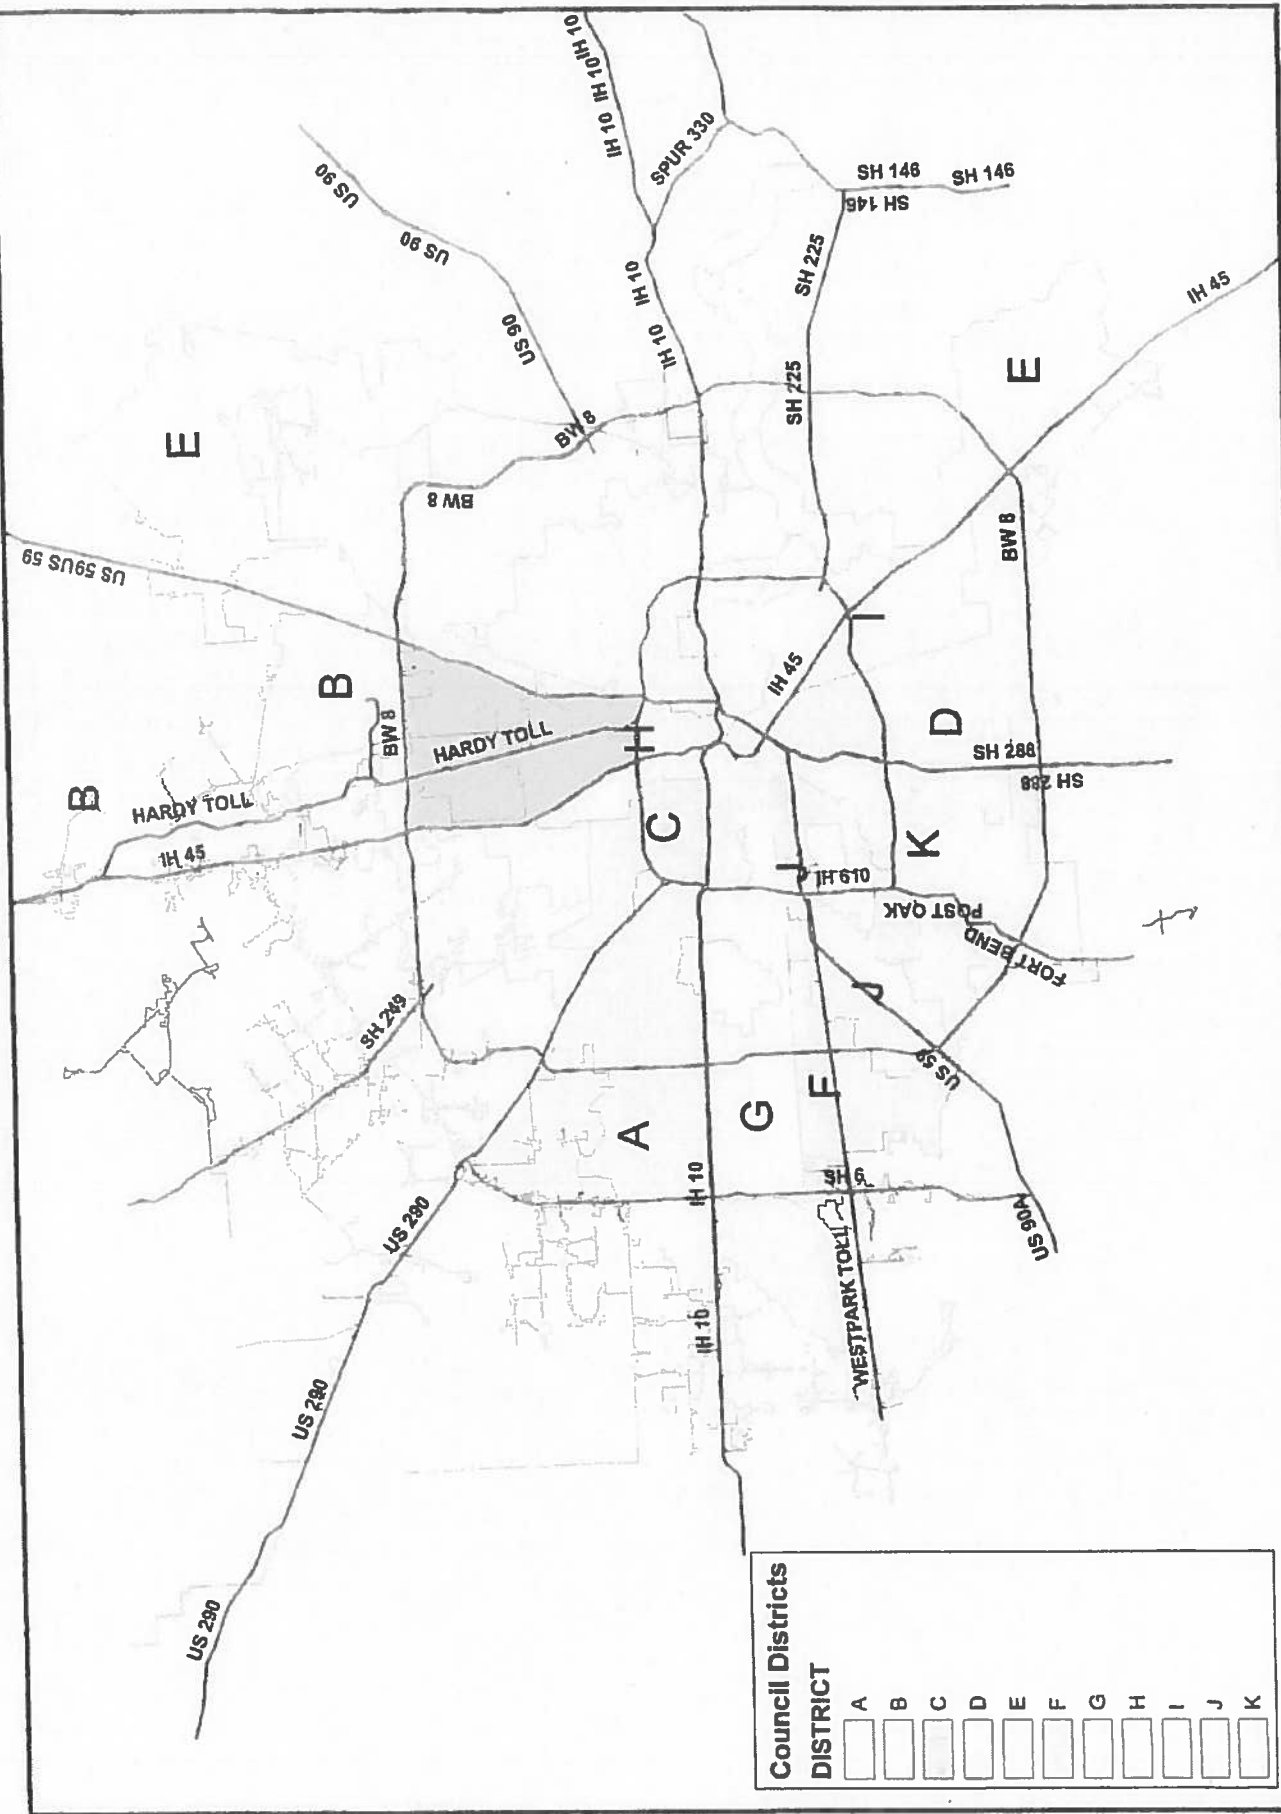 US 59US 59
E
US 90
US 90
US 90
IH 10 IH 10IH 10
SPUR 330
IH 10
IH 10
SH 146
SH 146
SH 146
SH 225
SH 225
IH 45
E
BW 8
BW 8
BW 8
B
B
BW 8
HARDY TOLL
HARDY TOLL
IH 45
H
C
IH 45
I
BW 8
D
SH 288
SH 288
K
J
IH 610
POST OAK
FORT BEND
J
US 59
SH 249
A
G
F
SH 6
US 90A
US 290
US 290
US 290
IH 10
IH 10
WESTPARK TOLL
Council Districts
DISTRICT
A
B
C
D
E
F
G
H
I
J
K